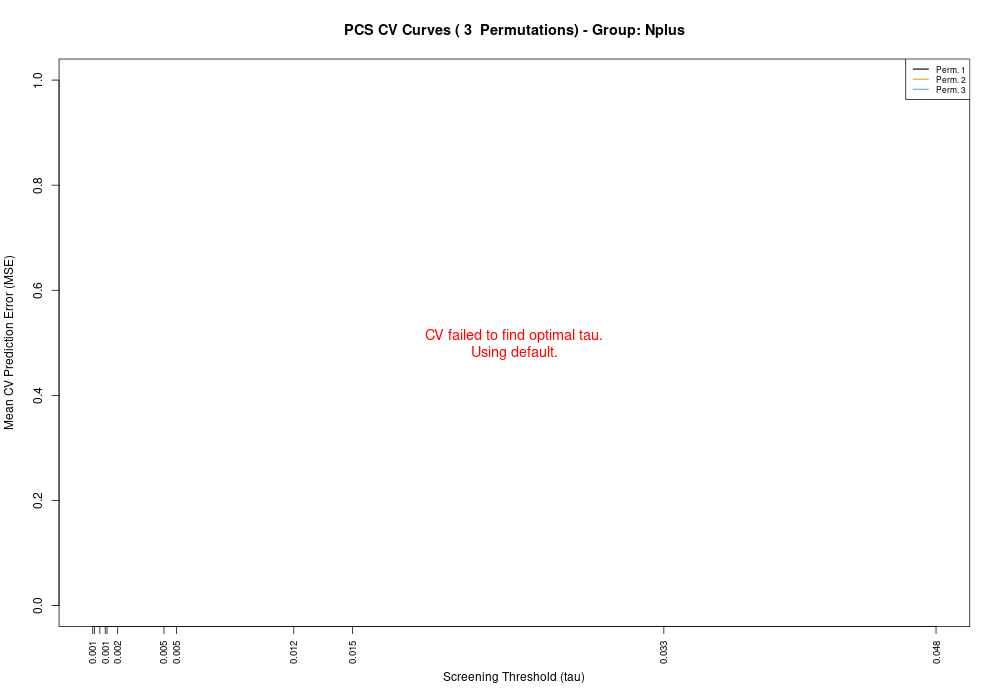 PCS CV Curves ( 3  Permutations) - Group: Nplus
Perm. 1
Perm. 2
Perm. 3
1.0
0.8
0.6
0.4
0.2
0.0
Mean CV Prediction Error (MSE)
CV failed to find optimal tau.
Using default.
0.001
0.001
0.002
0.005
0.005
0.012
0.015
0.033
0.048
Screening Threshold (tau)